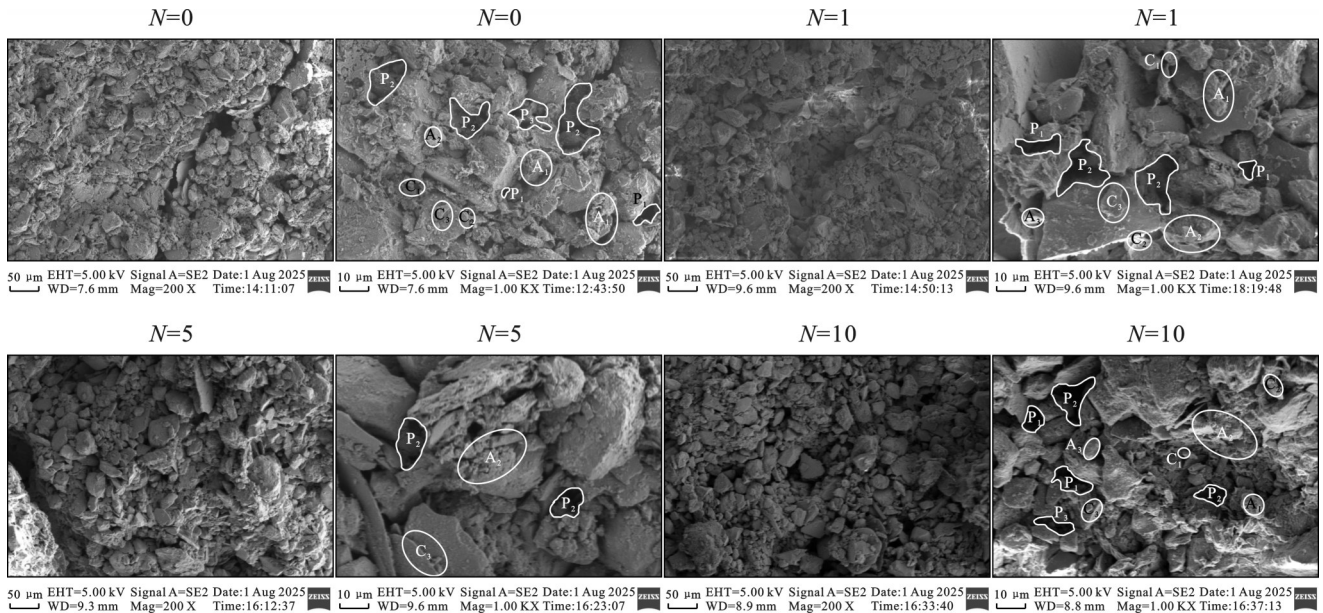 N=0
N=0
N=1
N=1
P2
P2
P2
A1
P1
P1
C3
C2
C1
A1
P1
P2
P2
P1
C3
A2
50 μm EHT=5.00 kV Signal A=SE2 Date:1 Aug 2025 ZEISS
WD=7.6 mm Mag=200 X Time:14:11:07
10 μm EHT=5.00 kV Signal A=SE2 Date:1 Aug 2025 ZEISS
WD=7.6 mm Mag=1.00 KX Time:12:43:50
50 μm EHT=5.00 kV Signal A=SE2 Date:1 Aug 2025 ZEISS
WD=9.6 mm Mag=200 X Time:14:50:13
10 μm EHT=5.00 kV Signal A=SE2 Date:1 Aug 2025 ZEISS
WD=9.6 mm Mag=1.00 KX Time:18:19:48
N=5
N=5
N=10
N=10
P2
A2
P2
C3
P2
P1
A3
C1
P1
P2
P3
50 μm EHT=5.00 kV Signal A=SE2 Date:1 Aug 2025 ZEISS
WD=9.3 mm Mag=200 X Time:16:12:37
10 μm EHT=5.00 kV Signal A=SE2 Date:1 Aug 2025 ZEISS
WD=9.6 mm Mag=1.00 KX Time:16:23:07
50 μm EHT=5.00 kV Signal A=SE2 Date:1 Aug 2025 ZEISS
WD=8.9 mm Mag=200 X Time:16:33:40
10 μm EHT=5.00 kV Signal A=SE2 Date:1 Aug 2025 ZEISS
WD=8.8 mm Mag=1.00 KX Time:16:37:13